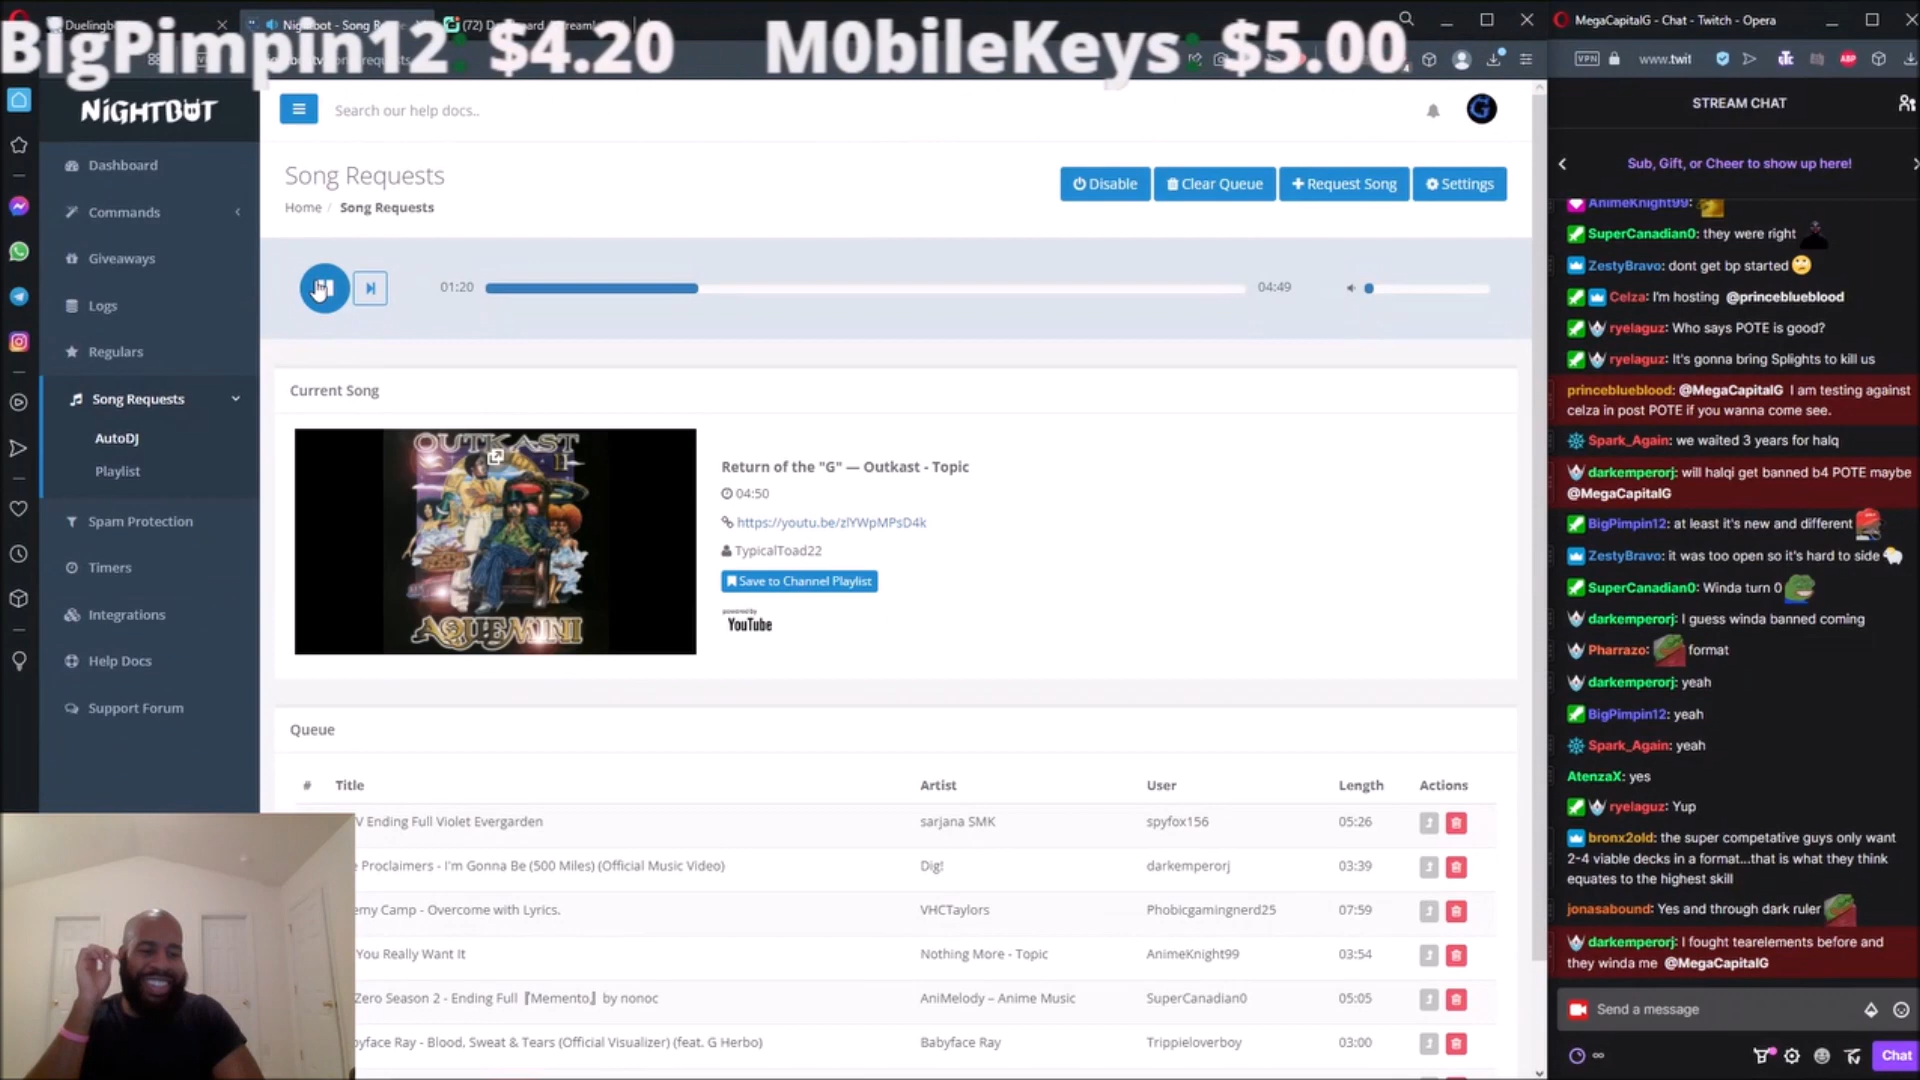 BigPimpin12: $4.20 M0bileKeys: $5.00
Duelingb
Nightbot - Song Re
MegaCapitalG - Chat - Twitch - Opera
VPN
www.twit
ABP
NiGHTBOT
Search our help docs..
Dashboard
Commands
Giveaways
Logs
Regulars
Song Requests
AutoDJ
Playlist
Spam Protection
Timers
Integrations
Help Docs
Support Forum
Song Requests
Home / Song Requests
Disable
Clear Queue
Request Song
Settings
01:20
04:49
Current Song
OUTKAST
AQUEMINI
Return of the "G" — Outkast - Topic
04:50
https://youtu.be/zlYWpMPsD4k
TypicalToad22
Save to Channel Playlist
powered by
YouTube
Queue
# Title Artist User Length Actions
V Ending Full Violet Evergarden sarjana SMK spyfox156 05:26
e Proclaimers - I'm Gonna Be (500 Miles) (Official Music Video) Dig! darkemperorj 03:39
emy Camp - Overcome with Lyrics. VHCTaylors Phobicgamingnerd25 07:59
You Really Want It Nothing More - Topic AnimeKnight99 03:54
Zero Season 2 - Ending Full『Memento』by nonoc AniMelody – Anime Music SuperCanadian0 05:05
yface Ray - Blood, Sweat & Tears (Official Visualizer) (feat. G Herbo) Babyface Ray Trippieloverboy 03:00
STREAM CHAT
Sub, Gift, or Cheer to show up here!
AnimeKnight99:
SuperCanadian0: they were right
ZestyBravo: dont get bp started
Celza: I'm hosting @princeblueblood
ryelaguz: Who says POTE is good?
ryelaguz: It's gonna bring Splights to kill us
princeblueblood: @MegaCapitalG I am testing against
celza in post POTE if you wanna come see.
Spark_Again: we waited 3 years for halq
darkemperorj: will halqi get banned b4 POTE maybe
@MegaCapitalG
BigPimpin12: at least it's new and different
ZestyBravo: it was too open so it's hard to side
SuperCanadian0: Winda turn 0
darkemperorj: I guess winda banned coming
Pharrazo: format
darkemperorj: yeah
BigPimpin12: yeah
Spark_Again: yeah
AtenzaX: yes
ryelaguz: Yup
bronx2old: the super competative guys only want
2-4 viable decks in a format...that is what they think
equates to the highest skill
jonasabound: Yes and through dark ruler
darkemperorj: I fought tearelements before and
they winda me @MegaCapitalG
Send a message
Chat